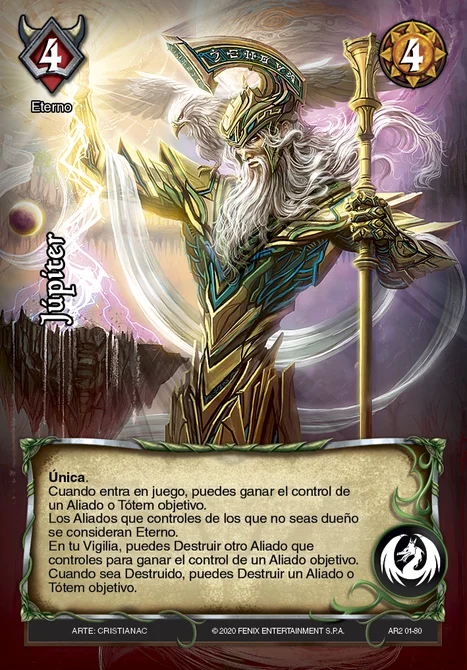 4
4
Eterno
Júpiter
Única.
Cuando entra en juego, puedes ganar el control de
un Aliado o Tótem objetivo.
Los Aliados que controles de los que no seas dueño
se consideran Eterno.
En tu Vigilia, puedes Destruir otro Aliado que
controles para ganar el control de un Aliado objetivo.
Cuando sea Destruído, puedes Destruir un Aliado o
Tótem objetivo.
ARTE: CRISTIANAC
© 2020 FENIX ENTERTAINMENT S.P.A.
AR2 01-80